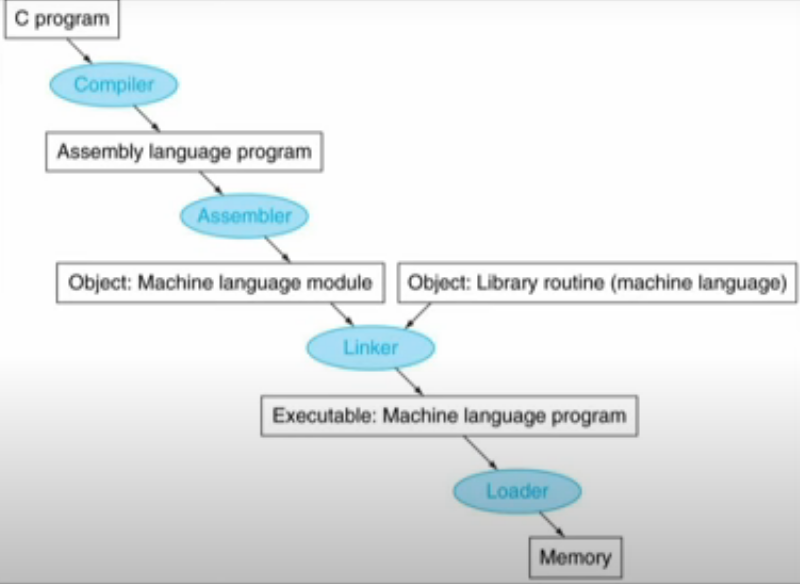 C program
Compiler
Assembly language program
Assembler
Object: Machine language module
Object: Library routine (machine language)
Linker
Executable: Machine language program
Loader
Memory